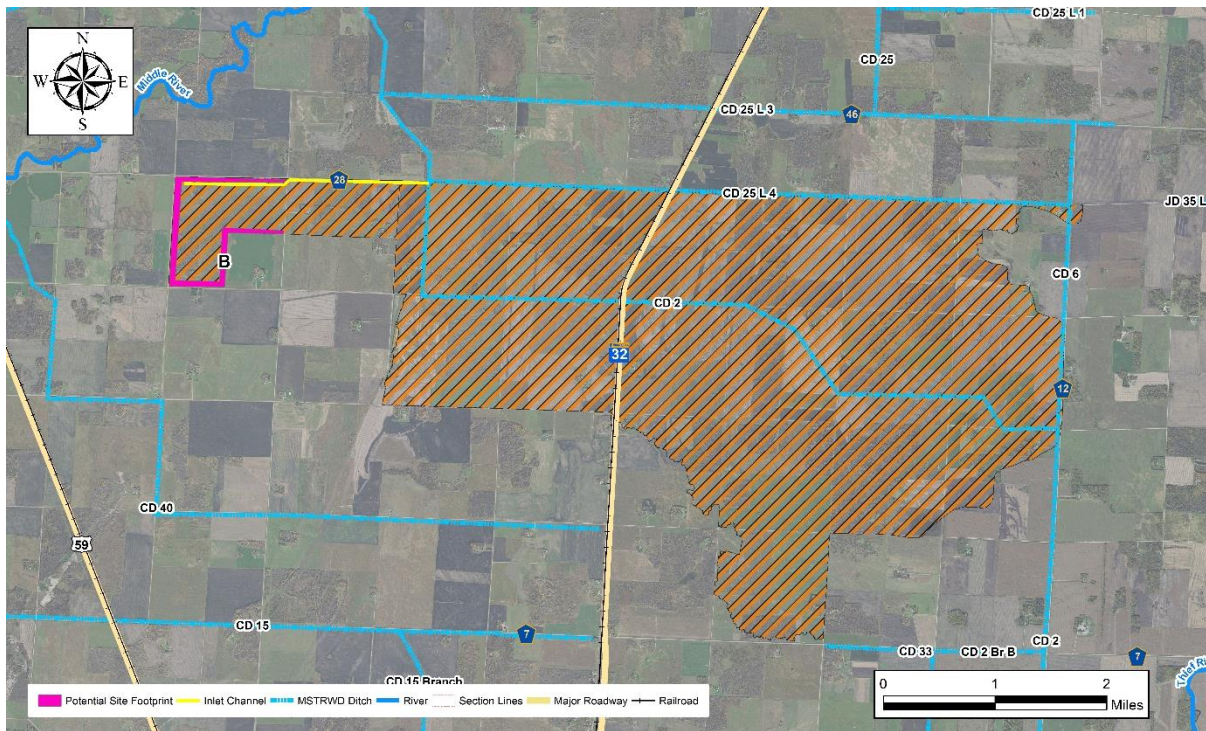 N
W E
S
Middle River
CD 25 L 1
CD 25
CD 25 L 3
46
28
CD 25 L 4
JD 35 L
B
CD 6
CD 2
32
12
CD 40
59
CD 15
7
CD 33
CD 2 Br B
CD 2
7
CD 15 Branch
Thief Ri
Potential Site Footprint Inlet Channel MSTRWD Ditch River Section Lines Major Roadway Railroad
0 1 2
Miles